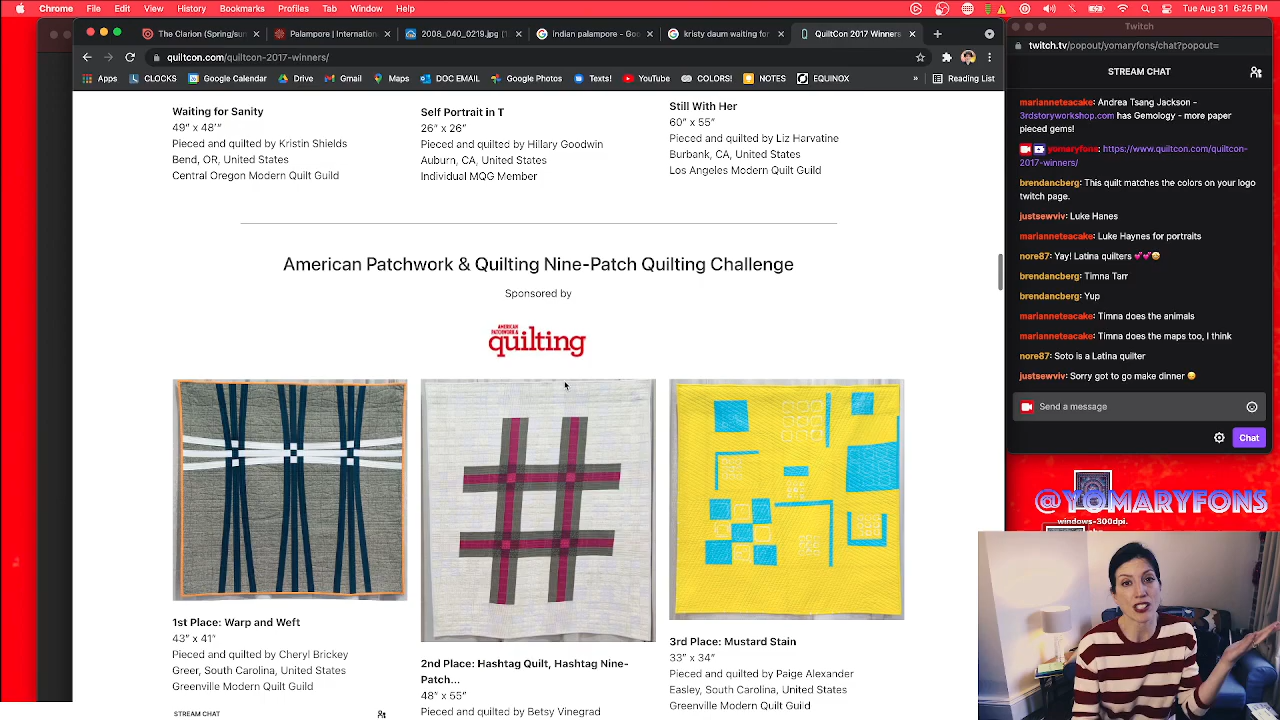 Chrome File Edit View History Bookmarks Profiles Tab Window Help
Tue Aug 31 6:25 PM
The Clarion (Spring/sun
Palampore | International
2008_040_0219.jpg
Indian palampore - Goo
kristy daum waiting for
QuiltCon 2017 Winners
quiltcon.com/quiltcon-2017-winners/
Apps CLOCKS Google Calendar Drive Gmail Maps DOC EMAIL Google Photos Texts! YouTube COLORS! NOTES EQUINOX » Reading List
Waiting for Sanity
49” x 48’”
Pieced and quilted by Kristin Shields
Bend, OR, United States
Central Oregon Modern Quilt Guild
Self Portrait in T
26” x 26”
Pieced and quilted by Hillary Goodwin
Auburn, CA, United States
Individual MQG Member
Still With Her
60” x 55”
Pieced and quilted by Liz Harvatine
Burbank, CA, United States
Los Angeles Modern Quilt Guild
American Patchwork & Quilting Nine-Patch Quilting Challenge
Sponsored by
AMERICAN
PATCHWORK &
quilting
1st Place: Warp and Weft
43” x 41”
Pieced and quilted by Cheryl Brickey
Greer, South Carolina, United States
Greenville Modern Quilt Guild
2nd Place: Hashtag Quilt, Hashtag Nine-
Patch…
48” x 55”
Pieced and quilted by Betsy Vinegrad
3rd Place: Mustard Stain
33” x 34”
Pieced and quilted by Paige Alexander
Easley, South Carolina, United States
Greenville Modern Quilt Guild
STREAM CHAT
Twitch
twitch.tv/popout/yomaryfons/chat?popout=
STREAM CHAT
marianneteacake: Andrea Tsang Jackson -
3rdstoryworkshop.com has Gemology - more paper
pieced gems!
yomaryfons: https://www.quiltcon.com/quiltcon-
2017-winners/
brendancberg: This quilt matches the colors on your logo
twitch page.
justsewviv: Luke Hanes
marianneteacake: Luke Haynes for portraits
nore87: Yay! Latina quilters 💕💕🤩
brendancberg: Timna Tarr
brendancberg: Yup
marianneteacake: Timna does the animals
marianneteacake: Timna does the maps too, I think
nore87: Soto is a Latina quilter
justsewviv: Sorry got to go make dinner 😁
Send a message
Chat
@YOMARYFONS
windows-300dpi.